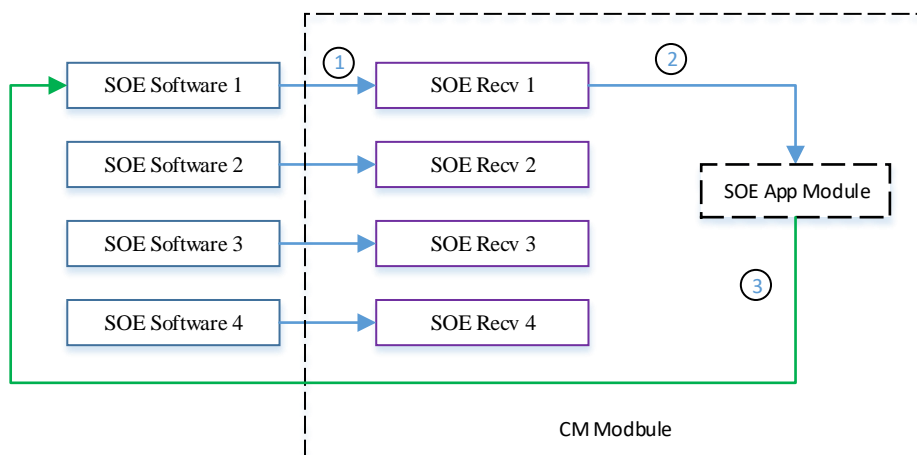 1
2
SOE Software 1
SOE Recv 1
SOE Software 2
SOE Recv 2
SOE App Module
SOE Software 3
SOE Recv 3
3
SOE Software 4
SOE Recv 4
CM Modbule